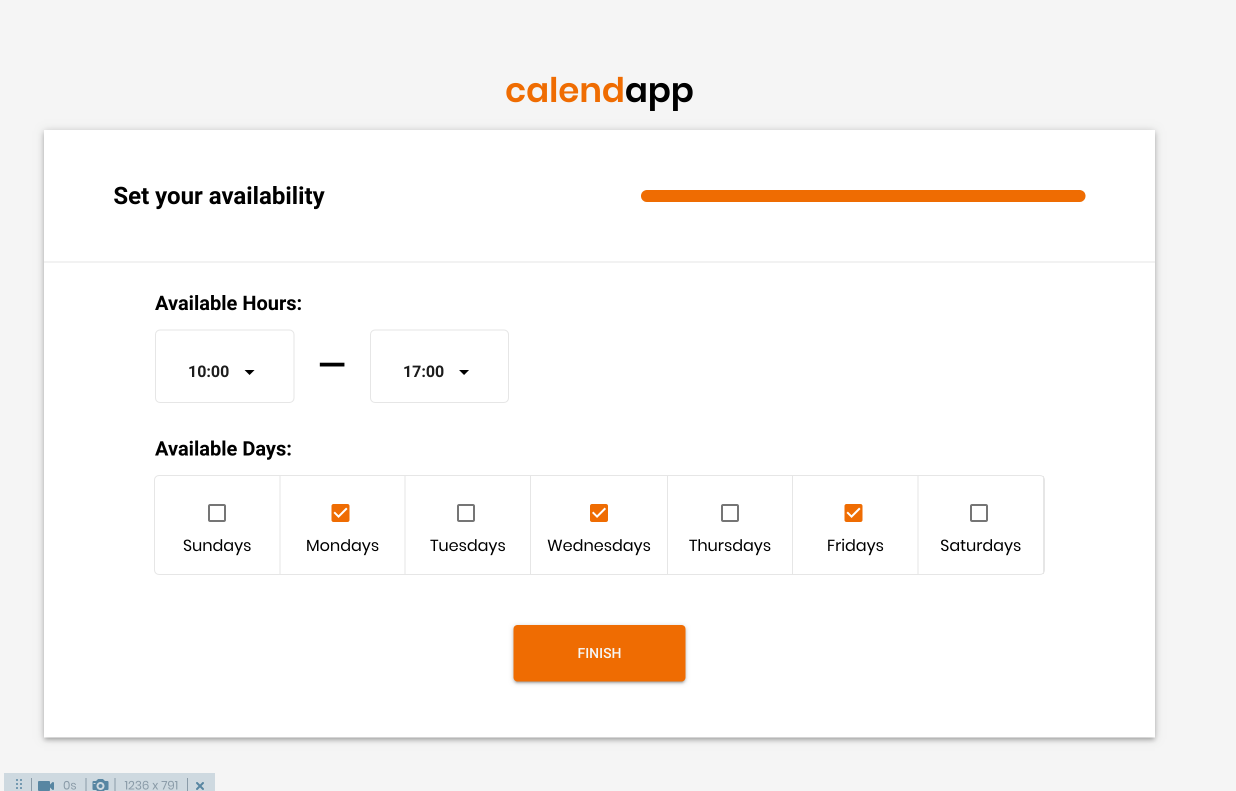 calendapp
Set your availability
Available Hours:
10:00 17:00
Available Days:
Sundays Mondays Tuesdays Wednesdays Thursdays Fridays Saturdays
FINISH
0s 1236 x 791